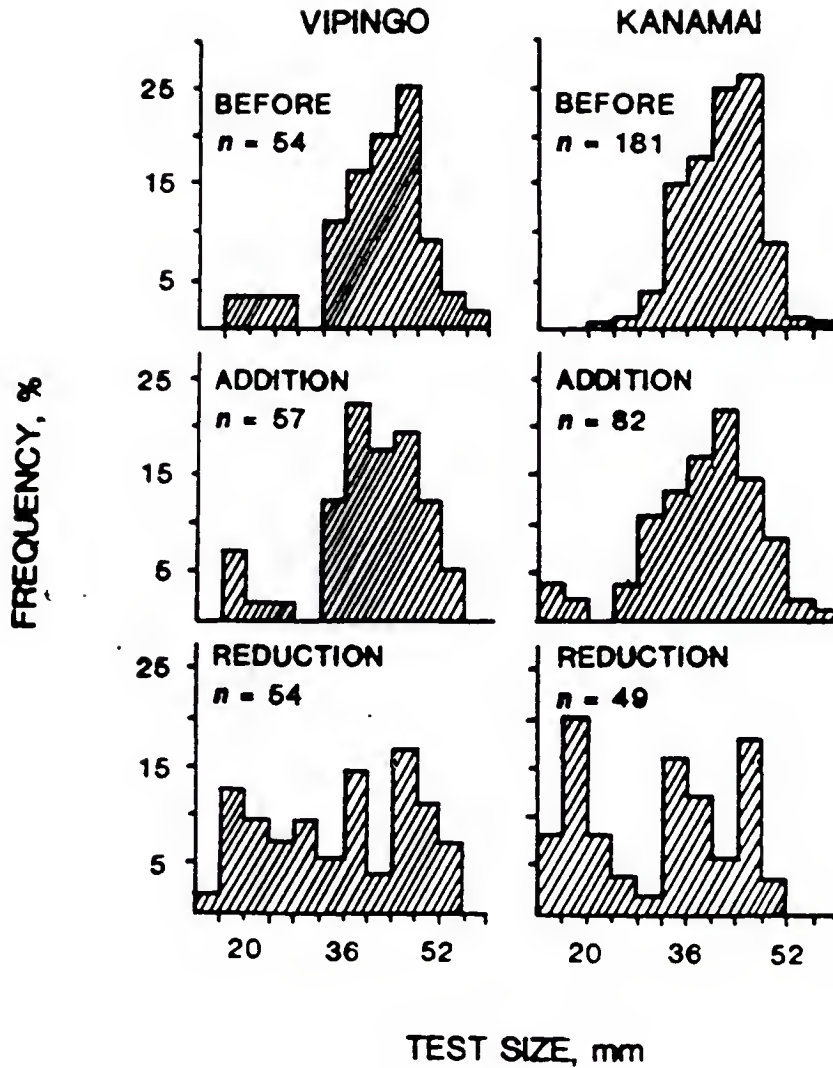 VIPINGO KANAMAI
25 BEFORE BEFORE
n = 54 n = 181
15
5
25 ADDITION ADDITION
n = 57 n = 82
15
5
FREQUENCY, %
25 REDUCTION REDUCTION
n = 54 n = 49
15
5
20 36 52 20 36 52
TEST SIZE, mm